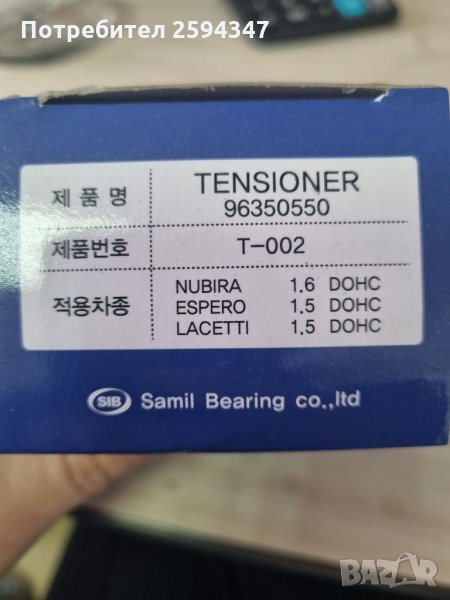 Потребител 2594347
제 품 명 TENSIONER
96350550
제품번호 T-002
적용차종 NUBIRA 1.6 DOHC
ESPERO 1.5 DOHC
LACETTI 1.5 DOHC
SIB Samil Bearing co.,ltd
BAZAR